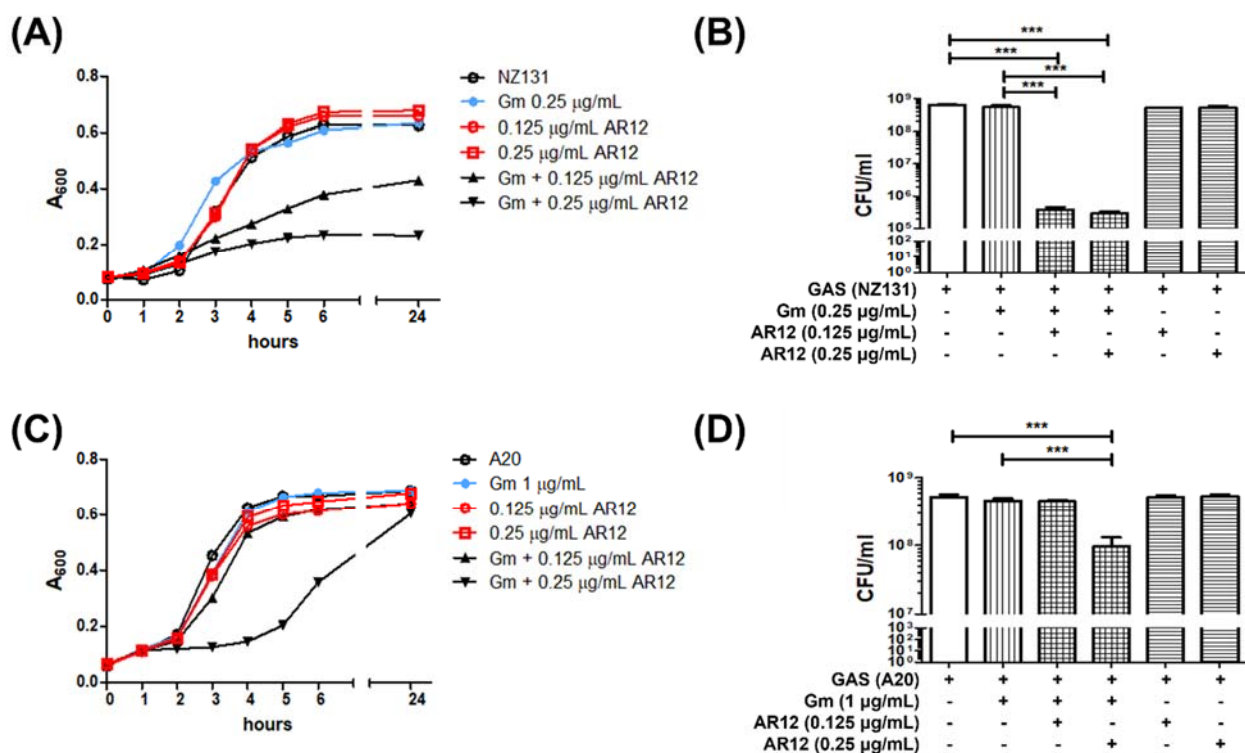 (A)
0.8
0.6
0.4
0.2
0.0
A600
0 1 2 3 4 5 6 24
hours
NZ131
Gm 0.25 μg/mL
0.125 μg/mL AR12
0.25 μg/mL AR12
Gm + 0.125 μg/mL AR12
Gm + 0.25 μg/mL AR12
(B)
***
***
***
***
10⁹
10⁸
10⁷
10⁶
10⁵
10²
10¹
10⁰
CFU/ml
GAS (NZ131) + + + + + +
Gm (0.25 μg/mL) - + + + - -
AR12 (0.125 μg/mL) - - + - + -
AR12 (0.25 μg/mL) - - - + - +
(C)
0.8
0.6
0.4
0.2
0.0
A600
0 1 2 3 4 5 6 24
hours
A20
Gm 1 μg/mL
0.125 μg/mL AR12
0.25 μg/mL AR12
Gm + 0.125 μg/mL AR12
Gm + 0.25 μg/mL AR12
(D)
***
***
10⁹
10⁸
10⁷
10³
10²
10¹
10⁰
CFU/ml
GAS (A20) + + + + + +
Gm (1 μg/mL) - + + + - -
AR12 (0.125 μg/mL) - - + - + -
AR12 (0.25 μg/mL) - - - + - +